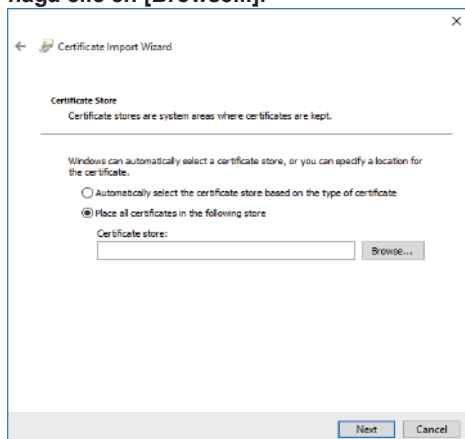 haga clic en [Browse...].
Certificate Import Wizard
Certificate Store
Certificate stores are system areas where certificates are kept.
Windows can automatically select a certificate store, or you can specify a location for
the certificate.
Automatically select the certificate store based on the type of certificate
Place all certificates in the following store
Certificate store:
Browse...
Next Cancel